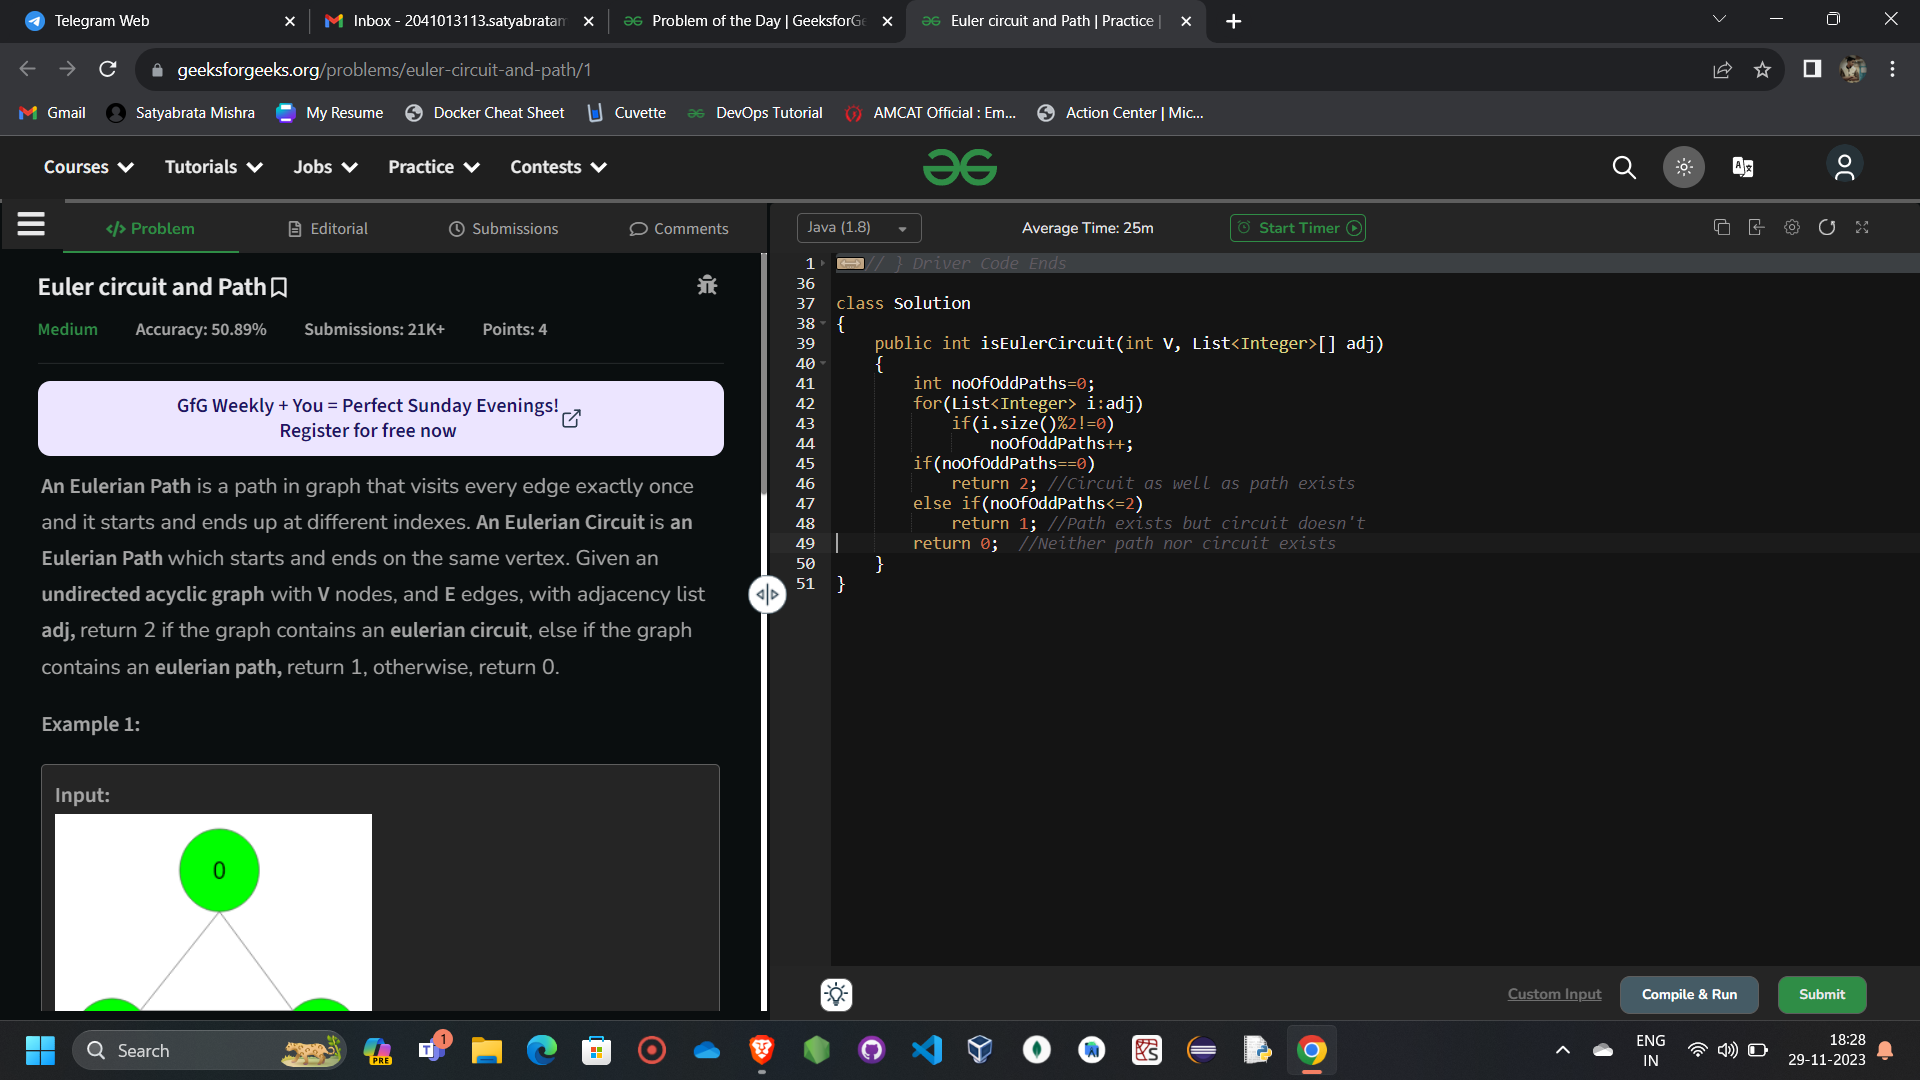 Telegram Web
Inbox - 2041013113.satyabratam
Problem of the Day | GeeksforGe
Euler circuit and Path | Practice |
geeksforgeeks.org/problems/euler-circuit-and-path/1
Gmail
Satyabrata Mishra
My Resume
Docker Cheat Sheet
Cuvette
DevOps Tutorial
AMCAT Official : Em...
Action Center | Mic...
Courses
Tutorials
Jobs
Practice
Contests
</> Problem
Editorial
Submissions
Comments
Java (1.8)
Average Time: 25m
Start Timer
Euler circuit and Path
Medium
Accuracy: 50.89%
Submissions: 21K+
Points: 4
GfG Weekly + You = Perfect Sunday Evenings!
Register for free now
An Eulerian Path is a path in graph that visits every edge exactly once
and it starts and ends up at different indexes. An Eulerian Circuit is an
Eulerian Path which starts and ends on the same vertex. Given an
undirected acyclic graph with V nodes, and E edges, with adjacency list
adj, return 2 if the graph contains an eulerian circuit, else if the graph
contains an eulerian path, return 1, otherwise, return 0.
Example 1:
Input:
0
1 // } Driver Code Ends
36
37 class Solution
38 {
39 public int isEulerCircuit(int V, List<Integer>[] adj)
40 {
41 int noOfOddPaths=0;
42 for(List<Integer> i:adj)
43 if(i.size()%2!=0)
44 noOfOddPaths++;
45 if(noOfOddPaths==0)
46 return 2; //Circuit as well as path exists
47 else if(noOfOddPaths<=2)
48 return 1; //Path exists but circuit doesn't
49 return 0; //Neither path nor circuit exists
50 }
51 }
Custom Input
Compile & Run
Submit
Search
PRE
1
ENG
IN
18:28
29-11-2023